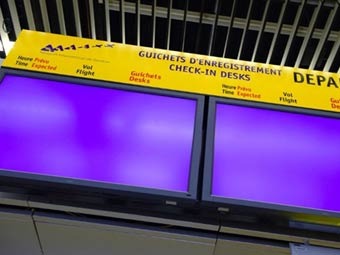 GUICHETS D'ENREGISTREMENT
CHECK-IN DESKS
DEPA
Heure Prévu
Time Expected
Vol
Flight
Guichets
Desks
Heure Prévu
Time Expected
Vol
Flight